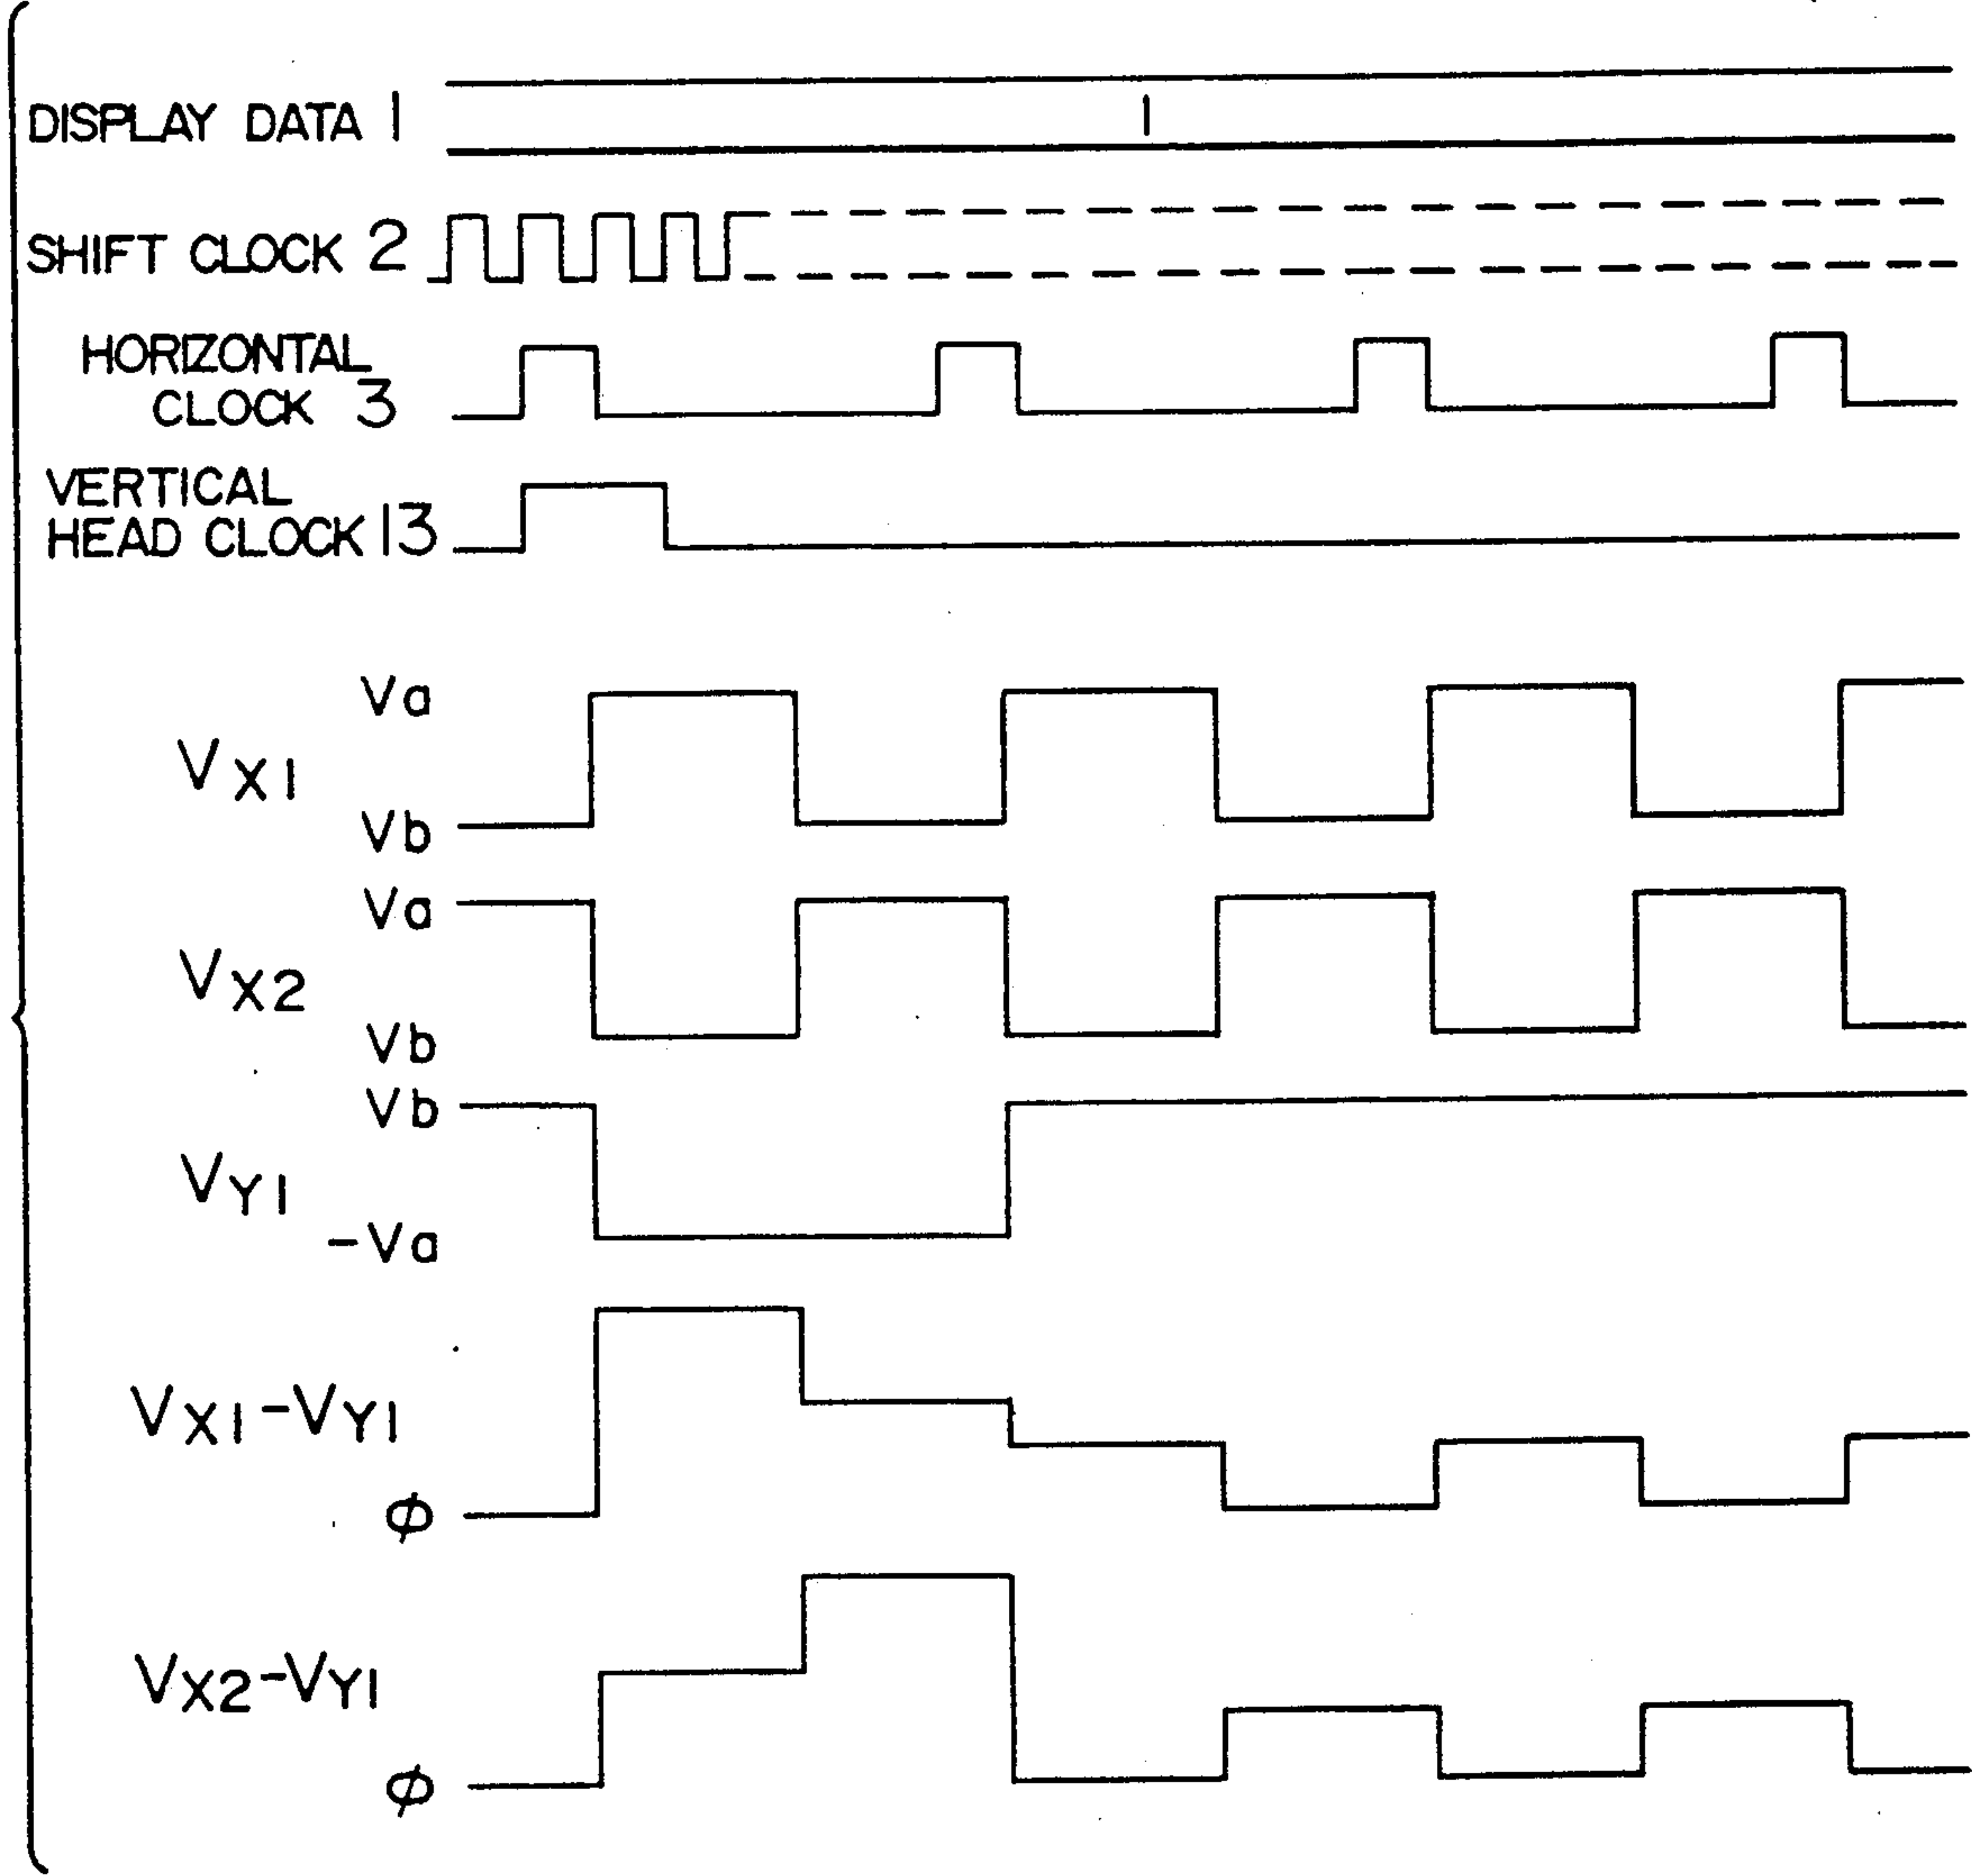 DISPLAY DATA 1
1
SHIFT CLOCK 2
HORIZONTAL
CLOCK 3
VERTICAL
HEAD CLOCK 13
Va
VX1
Vb
Va
VX2
Vb
Vb
VY1
-Va
VX1-VY1
φ
VX2-VY1
φ